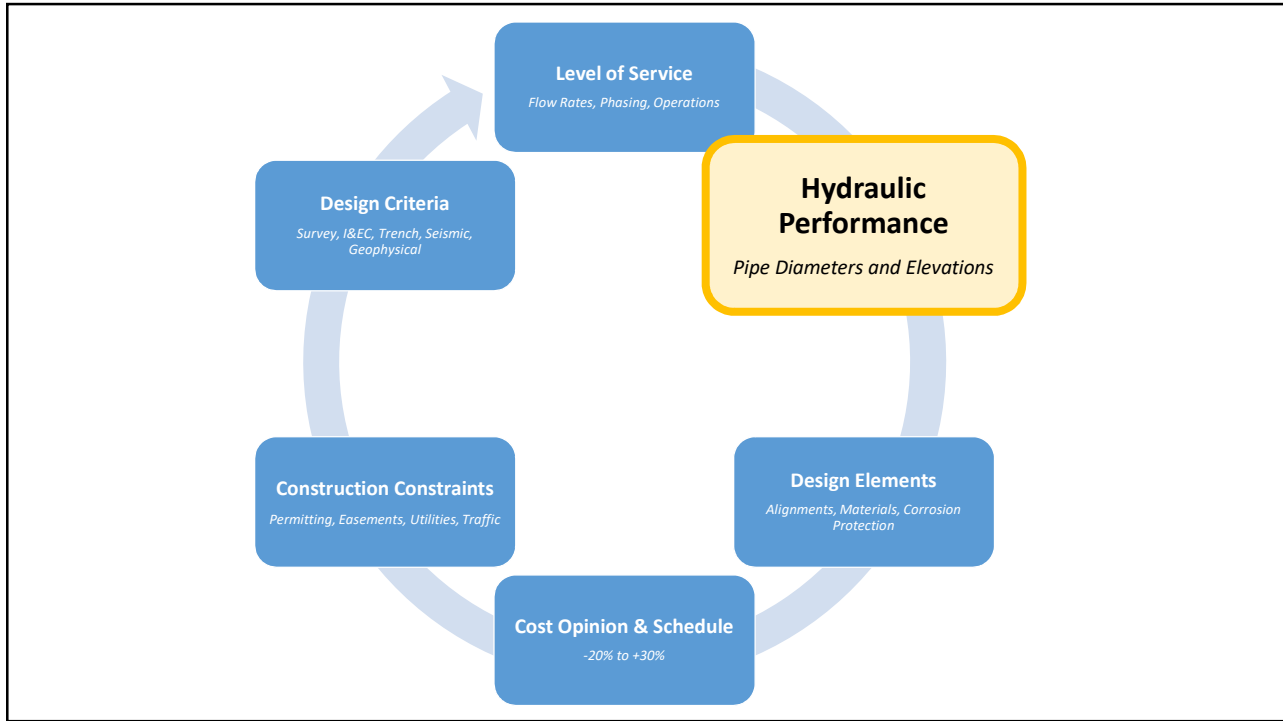 Level of Service
Flow Rates, Phasing, Operations
Hydraulic
Performance
Pipe Diameters and Elevations
Design Elements
Alignments, Materials, Corrosion
Protection
Cost Opinion & Schedule
-20% to +30%
Construction Constraints
Permitting, Easements, Utilities, Traffic
Design Criteria
Survey, I&EC, Trench, Seismic,
Geophysical